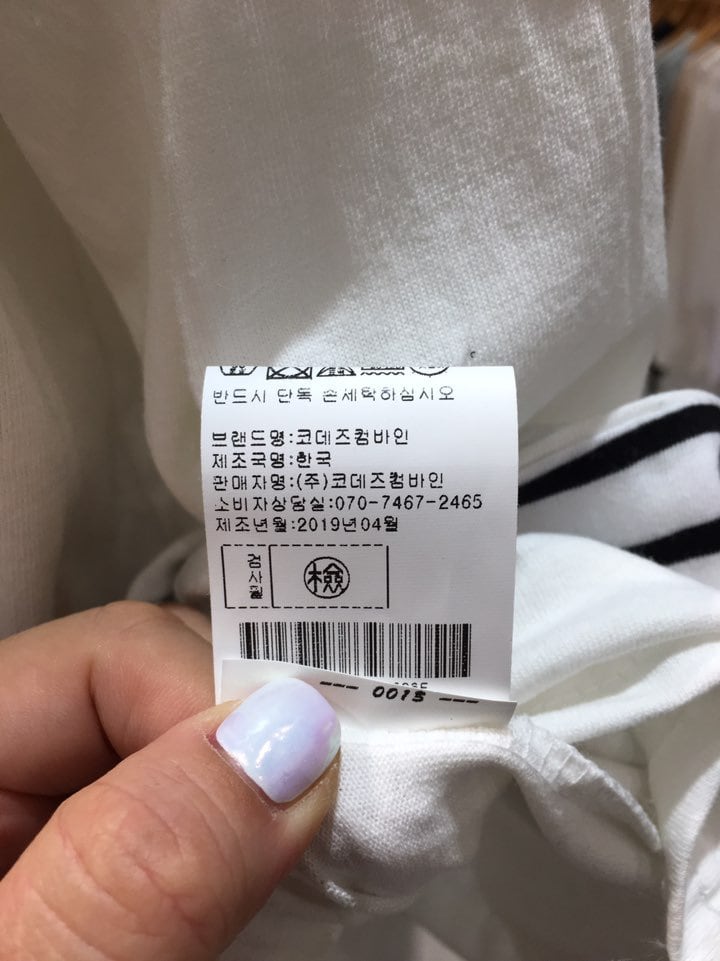 반드시 단독 손세탁하십시오
브랜드명:코데즈컴바인
제조국명:한국
판매자명:(주)코데즈컴바인
소비자상담실:070-7467-2465
제조년월:2019년04월
검사필
檢
--- 0015 ---